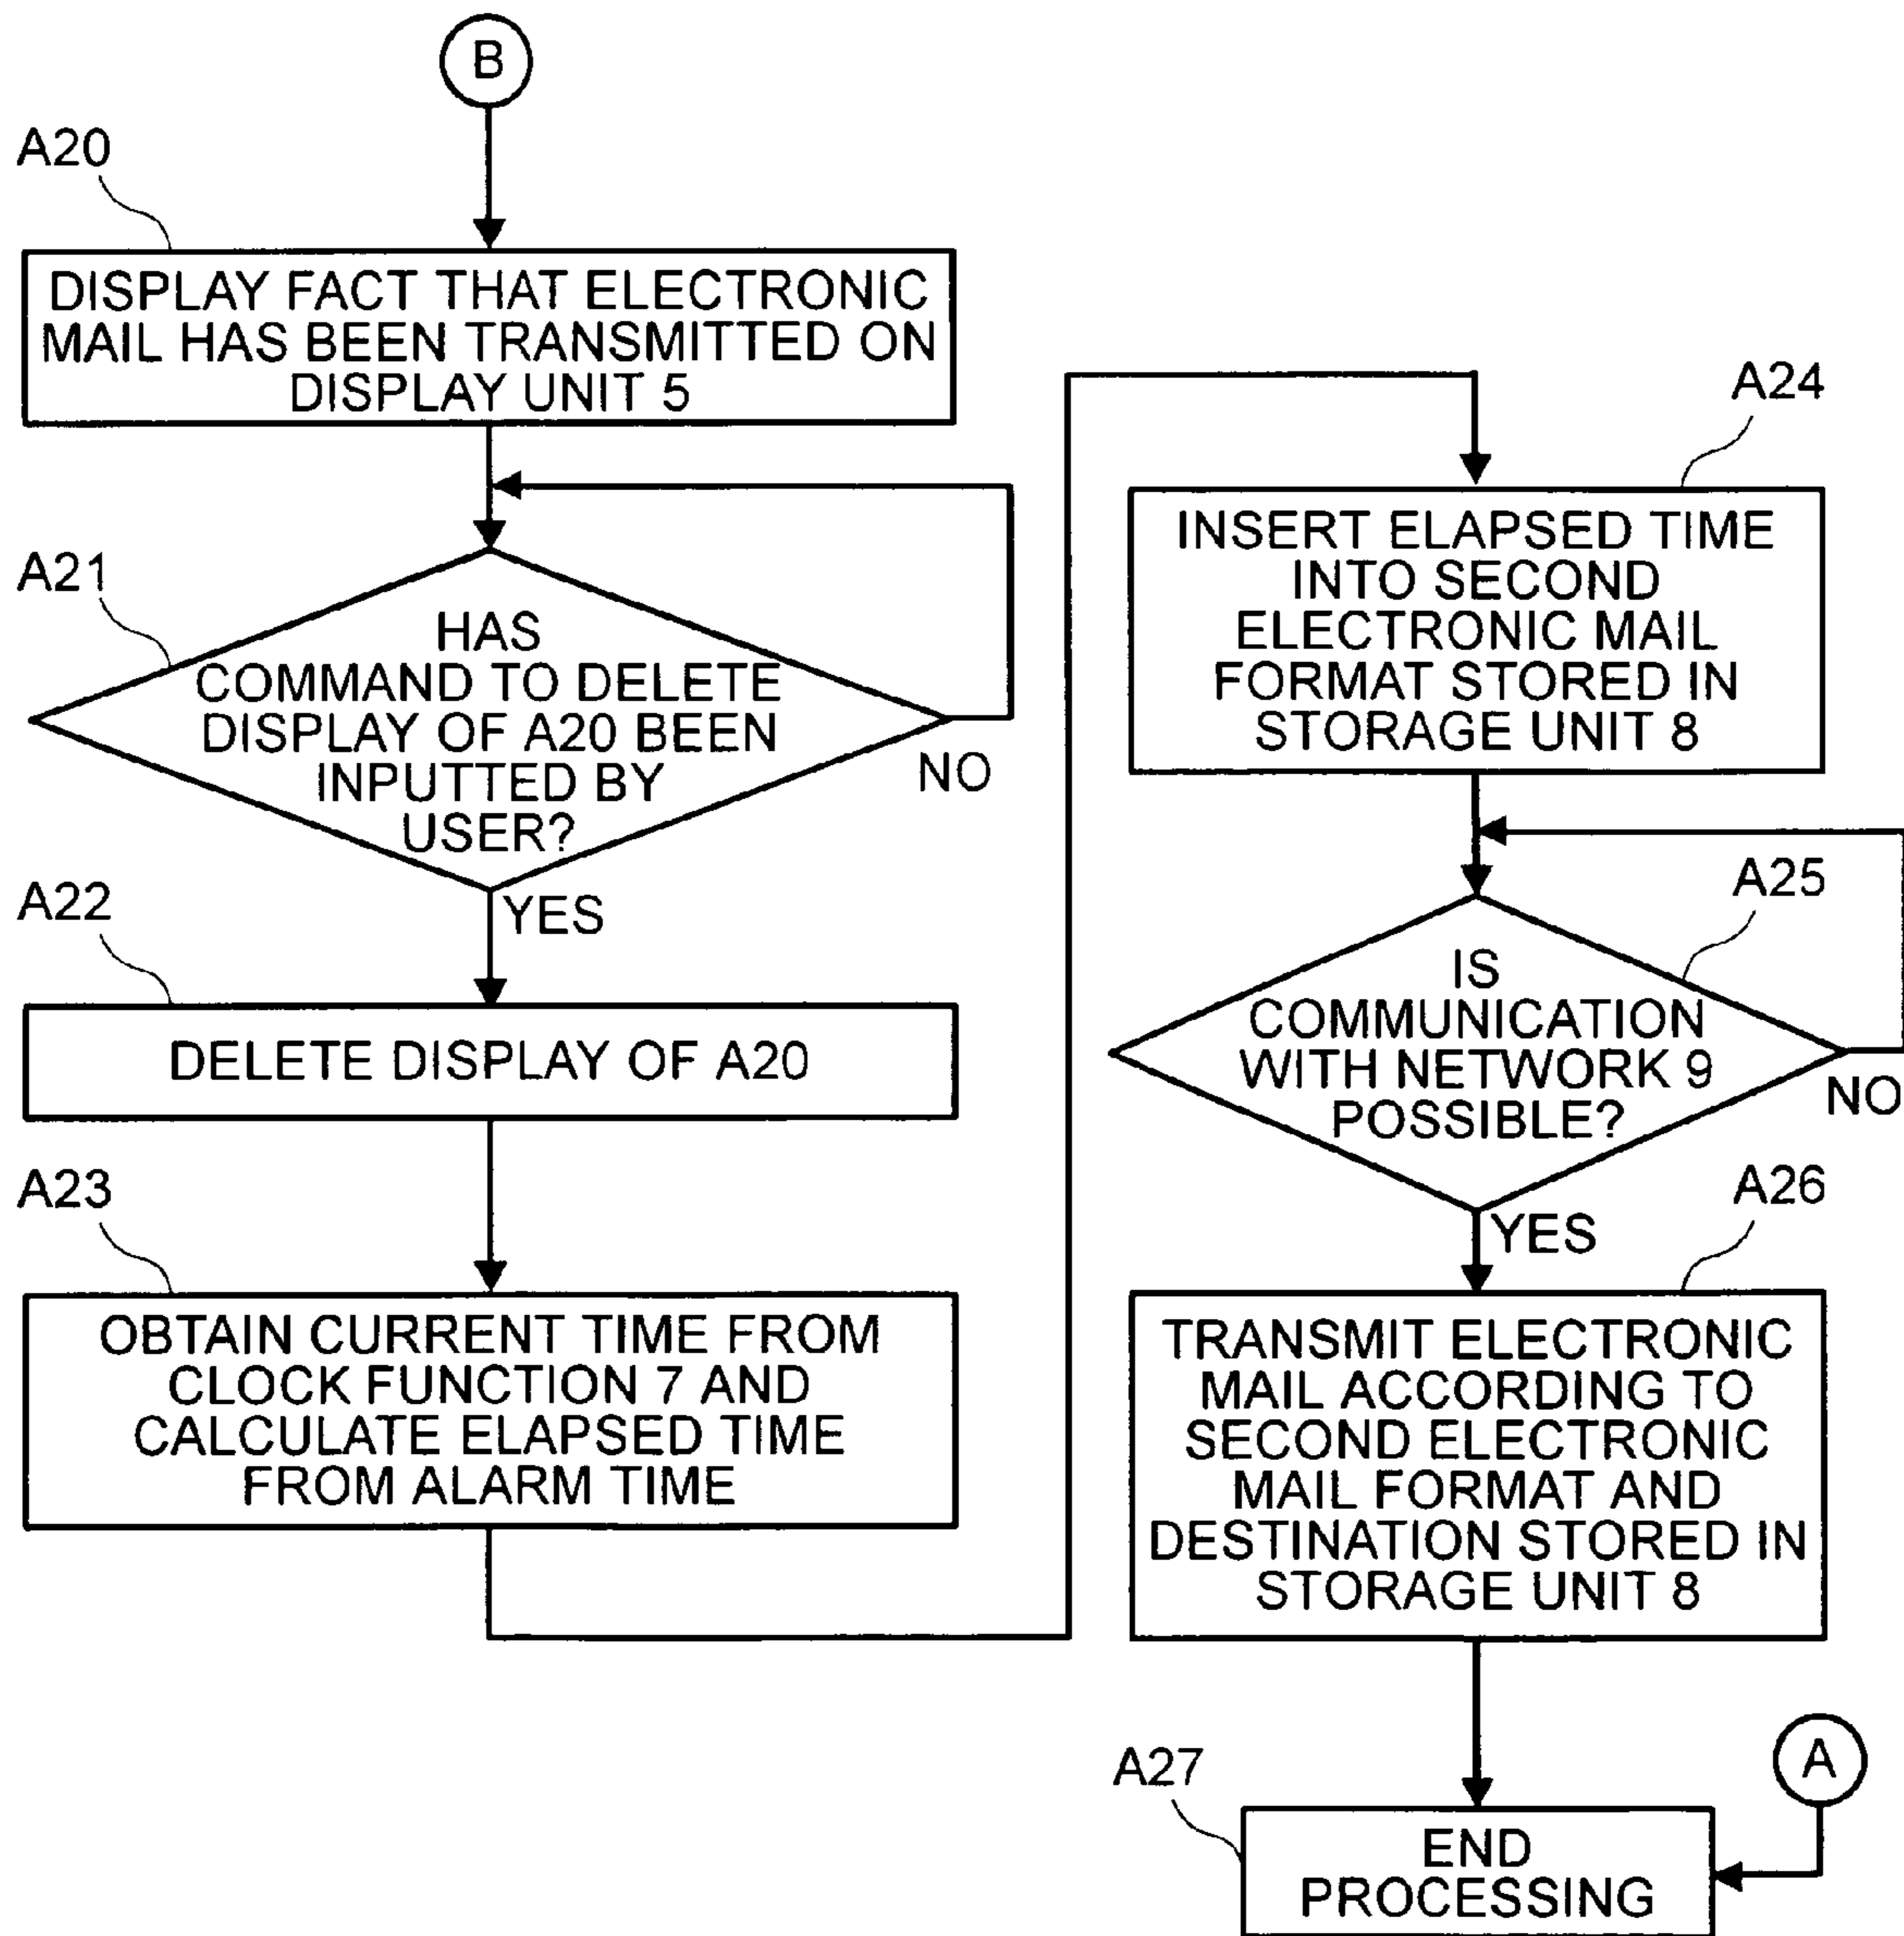 B
A20
DISPLAY FACT THAT ELECTRONIC
MAIL HAS BEEN TRANSMITTED ON
DISPLAY UNIT 5
A21
HAS
COMMAND TO DELETE
DISPLAY OF A20 BEEN
INPUTTED BY
USER?
NO
YES
A22
DELETE DISPLAY OF A20
A23
OBTAIN CURRENT TIME FROM
CLOCK FUNCTION 7 AND
CALCULATE ELAPSED TIME
FROM ALARM TIME
A24
INSERT ELAPSED TIME
INTO SECOND
ELECTRONIC MAIL
FORMAT STORED IN
STORAGE UNIT 8
A25
IS
COMMUNICATION
WITH NETWORK 9
POSSIBLE?
NO
YES
A26
TRANSMIT ELECTRONIC
MAIL ACCORDING TO
SECOND ELECTRONIC
MAIL FORMAT AND
DESTINATION STORED IN
STORAGE UNIT 8
A
A27
END
PROCESSING